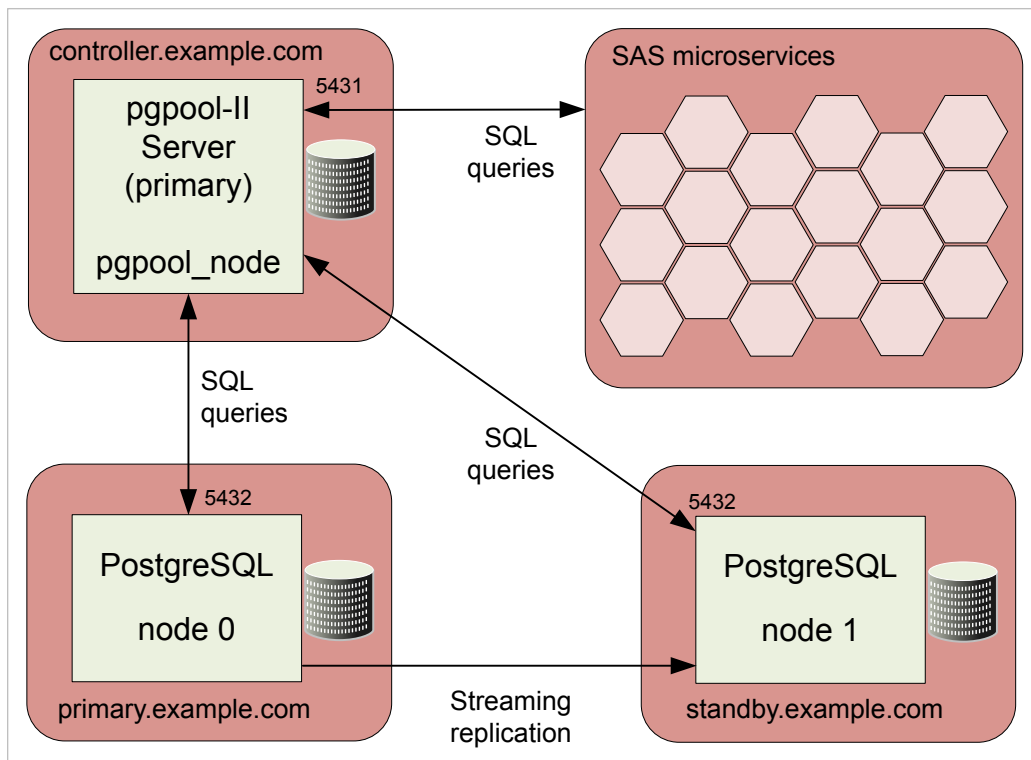 controller.example.com
5431
pgpool-II
Server
(primary)
pgpool_node
SAS microservices
SQL
queries
SQL
queries
SQL
queries
5432
PostgreSQL
node 0
primary.example.com
5432
PostgreSQL
node 1
standby.example.com
Streaming
replication